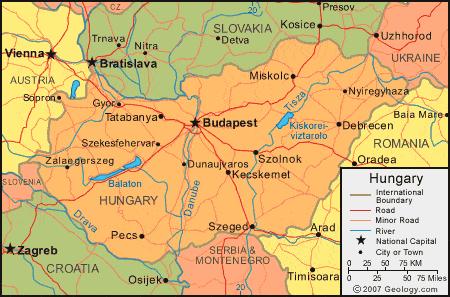 CZ
SLOVAKIA
20
Presov
Kosice
Trnava
Nitra
Detva
Uzhhorod
Vienna
Bratislava
UKRAINE
AUSTRIA
Miskolc
Sopron
Gyor
Tisza
Nyiregyhaza
Tatabanya
Budapest
Kiskorei-
viztarolo
Baia Mare
Debrecen
Szekesfehervar
ROMANIA
Zalaegerszeg
Dunaujvaros
Szolnok
Oradea
Kecskemet
SLOVENIA
Balaton
HUNGARY
Danube
Drava
Pecs
Szeged
Arad
Zagreb
CROATIA
SERBIA &
MONTENEGRO
Osijek
20
Timisoara
Hungary
International
Boundary
Road
Minor Road
River
National Capital
City or Town
0 25 50 75 KM
0 25 50 75 Miles
© 2007 Geology.com